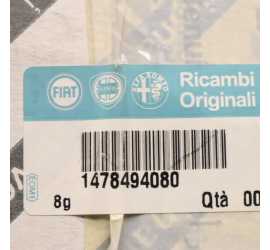 FIAT
Ricambi
Originali
1478494080
8g
Qtà 00